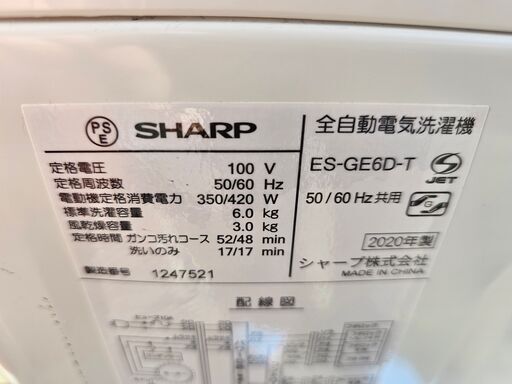 PS
E
SHARP 全自動電気洗濯機
定格電圧 100 V
ES-GE6D-T
S
JET
定格周波数 50/60 Hz
電動機定格消費電力 350/420 W
50/60Hz共用
G
標準洗濯容量 6.0 kg
風乾燥容量 3.0 kg
定格時間 ガンコ汚れコース 52/48 min
2020年製
洗いのみ 17/17 min
シャープ株式会社
MADE IN CHINA
製造番号 1247521
配線図